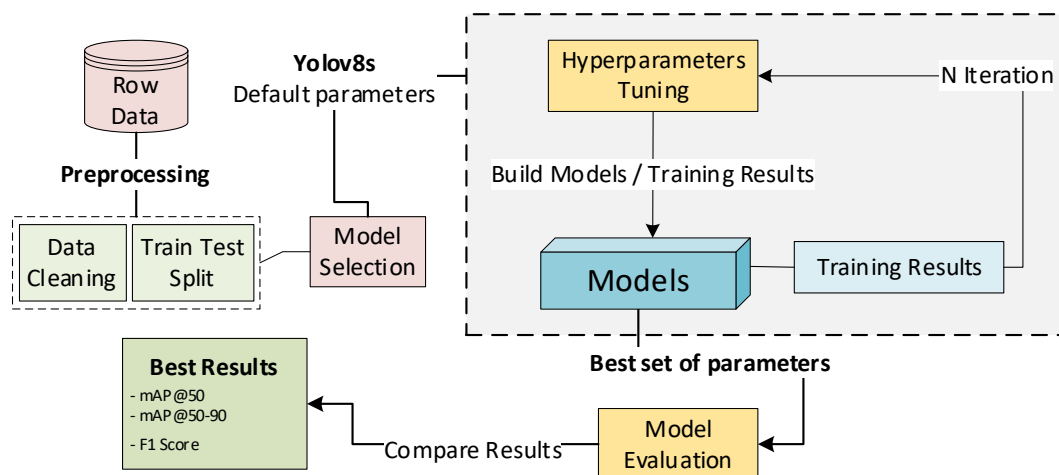 Row
Data
Preprocessing
Data
Cleaning
Train Test
Split
Model
Selection
Yolov8s
Default parameters
Hyperparameters
Tuning
N Iteration
Build Models / Training Results
Models
Training Results
Best set of parameters
Model
Evaluation
Compare Results
Best Results
- mAP@50
- mAP@50-90
- F1 Score